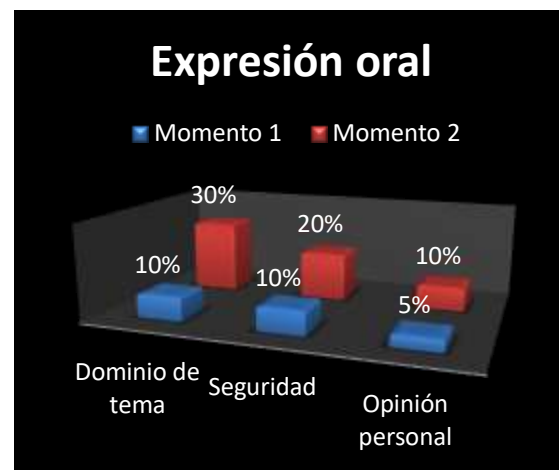 Expresión oral
Momento 1 Momento 2
30%
20%
10%
10%
10%
5%
Dominio de
tema
Seguridad
Opinión
personal